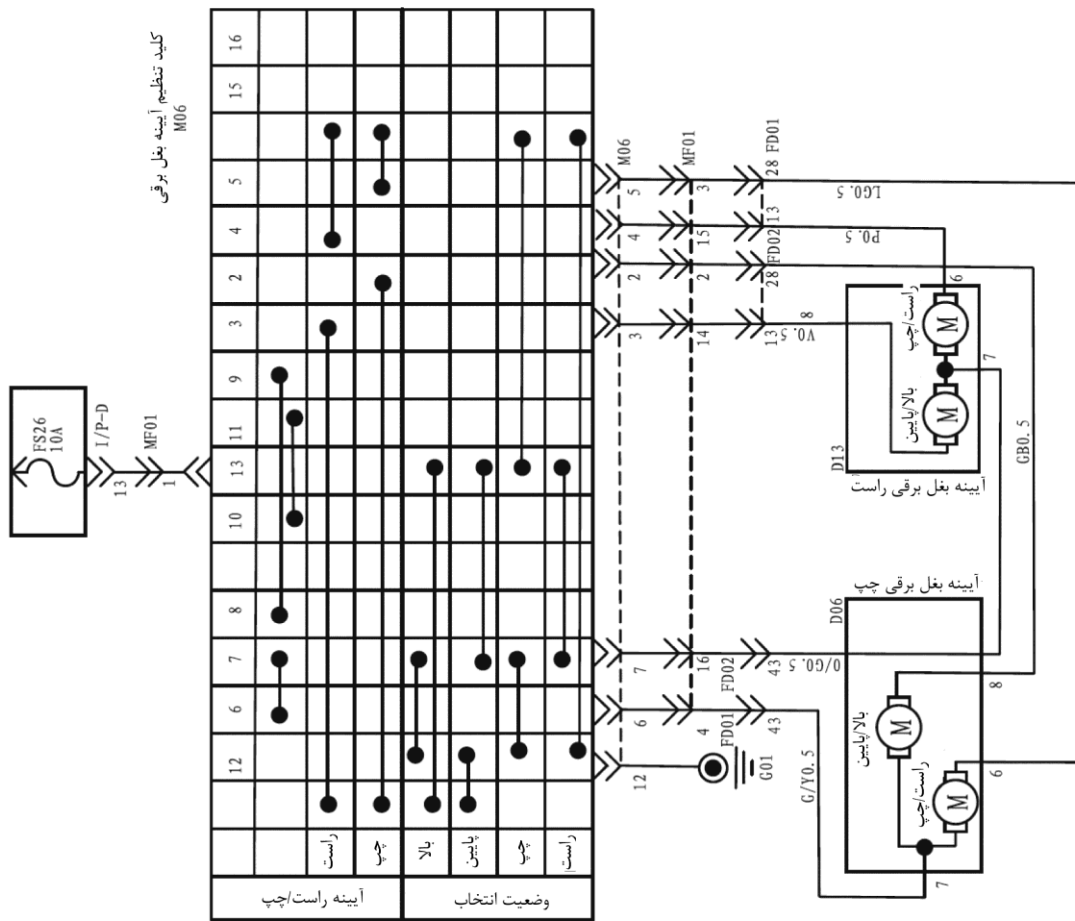 کلید تنظیم آیینه بغل برقی
M06
FS26
10A
I/P-D
13
MF01
1
16
15
5
4
2
3
9
11
13
10
8
7
6
12
راست
چپ
بالا
پایین
چپ
راست
آیینه راست/چپ
وضعیت انتخاب
M06
MF01
5
3
28 FD01
LG0.5
4
15
13
P0.5
2
2
28 FD02
3
14
13
V0.5
8
6
راست/چپ
M
7
بالا/پایین
M
D13
آیینه بغل برقی راست
GB0.5
7
16
FD02
43
O/G0.5
6
4
FD01
43
G/Y0.5
12
G01
آیینه بغل برقی چپ
D06
8
بالا/پایین
M
راست/چپ
M
6
7